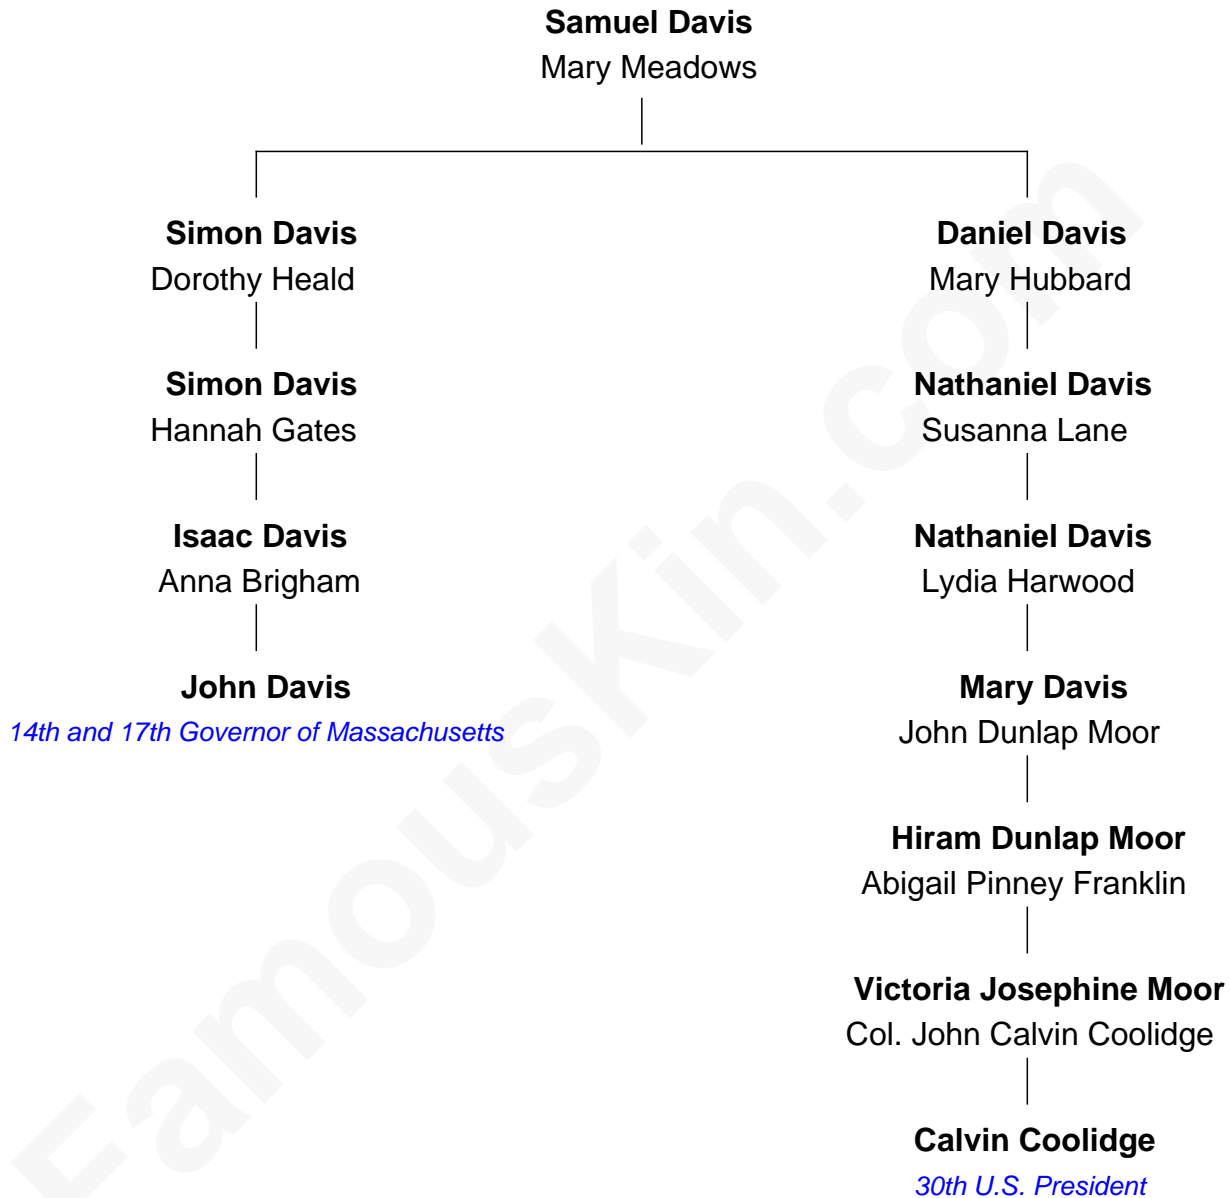 Samuel Davis
Mary Meadows
Simon Davis
Dorothy Heald
Daniel Davis
Mary Hubbard
Simon Davis
Hannah Gates
Nathaniel Davis
Susanna Lane
Isaac Davis
Anna Brigham
Nathaniel Davis
Lydia Harwood
John Davis
14th and 17th Governor of Massachusetts
Mary Davis
John Dunlap Moor
Hiram Dunlap Moor
Abigail Pinney Franklin
Victoria Josephine Moor
Col. John Calvin Coolidge
Calvin Coolidge
30th U.S. President
FamousKin.com